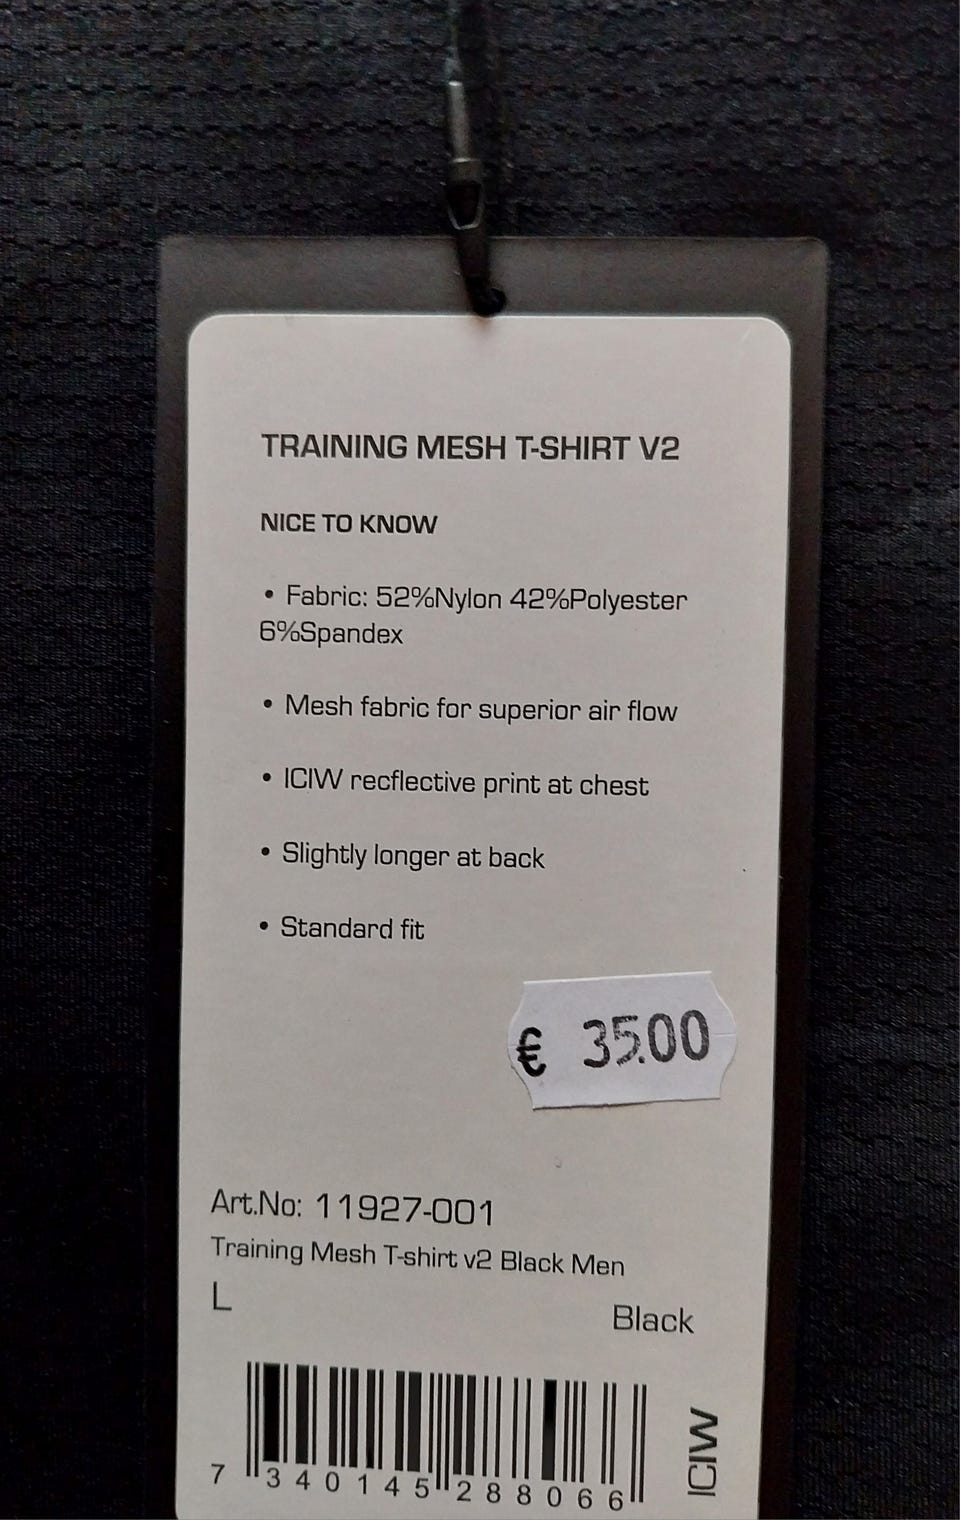 TRAINING MESH T-SHIRT V2
NICE TO KNOW
• Fabric: 52%Nylon 42%Polyester
6%Spandex
• Mesh fabric for superior air flow
• ICIW recflective print at chest
• Slightly longer at back
• Standard fit
€ 35.00
Art.No: 11927-001
Training Mesh T-shirt v2 Black Men
L
Black
7 340145 288066
ICIW